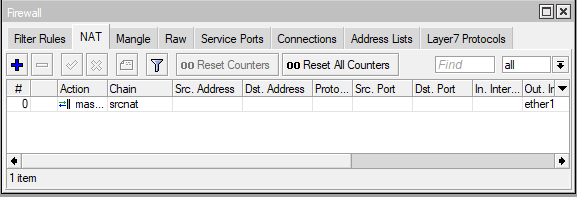 Firewall
Filter Rules NAT Mangle Raw Service Ports Connections Address Lists Layer7 Protocols
00 Reset Counters 00 Reset All Counters Find all
# Action Chain Src. Address Dst. Address Proto... Src. Port Dst. Port In. Inter... Out. In
0 mas... srcnat ether1
1 item